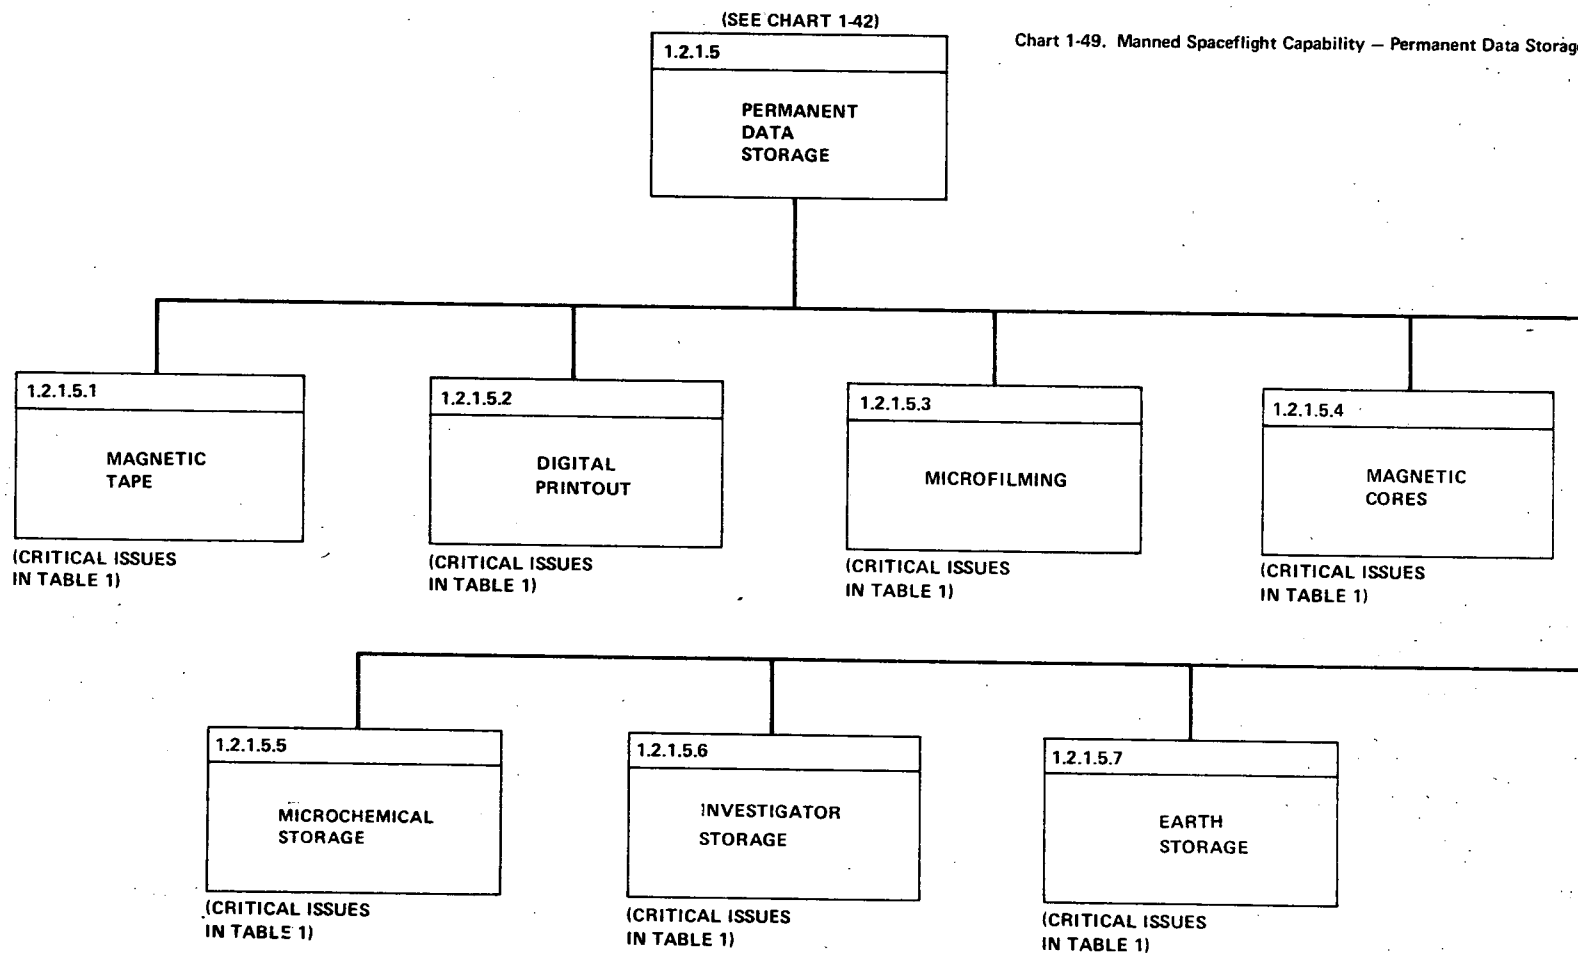 (SEE CHART 1-42)
Chart 1-49. Manned Spaceflight Capability — Permanent Data Storage
1.2.1.5
PERMANENT
DATA
STORAGE
1.2.1.5.1
MAGNETIC
TAPE
(CRITICAL ISSUES
IN TABLE 1)
1.2.1.5.2
DIGITAL
PRINTOUT
(CRITICAL ISSUES
IN TABLE 1)
1.2.1.5.3
MICROFILMING
(CRITICAL ISSUES
IN TABLE 1)
1.2.1.5.4
MAGNETIC
CORES
(CRITICAL ISSUES
IN TABLE 1)
1.2.1.5.5
MICROCHEMICAL
STORAGE
(CRITICAL ISSUES
IN TABLE 1)
1.2.1.5.6
INVESTIGATOR
STORAGE
(CRITICAL ISSUES
IN TABLE 1)
1.2.1.5.7
EARTH
STORAGE
(CRITICAL ISSUES
IN TABLE 1)